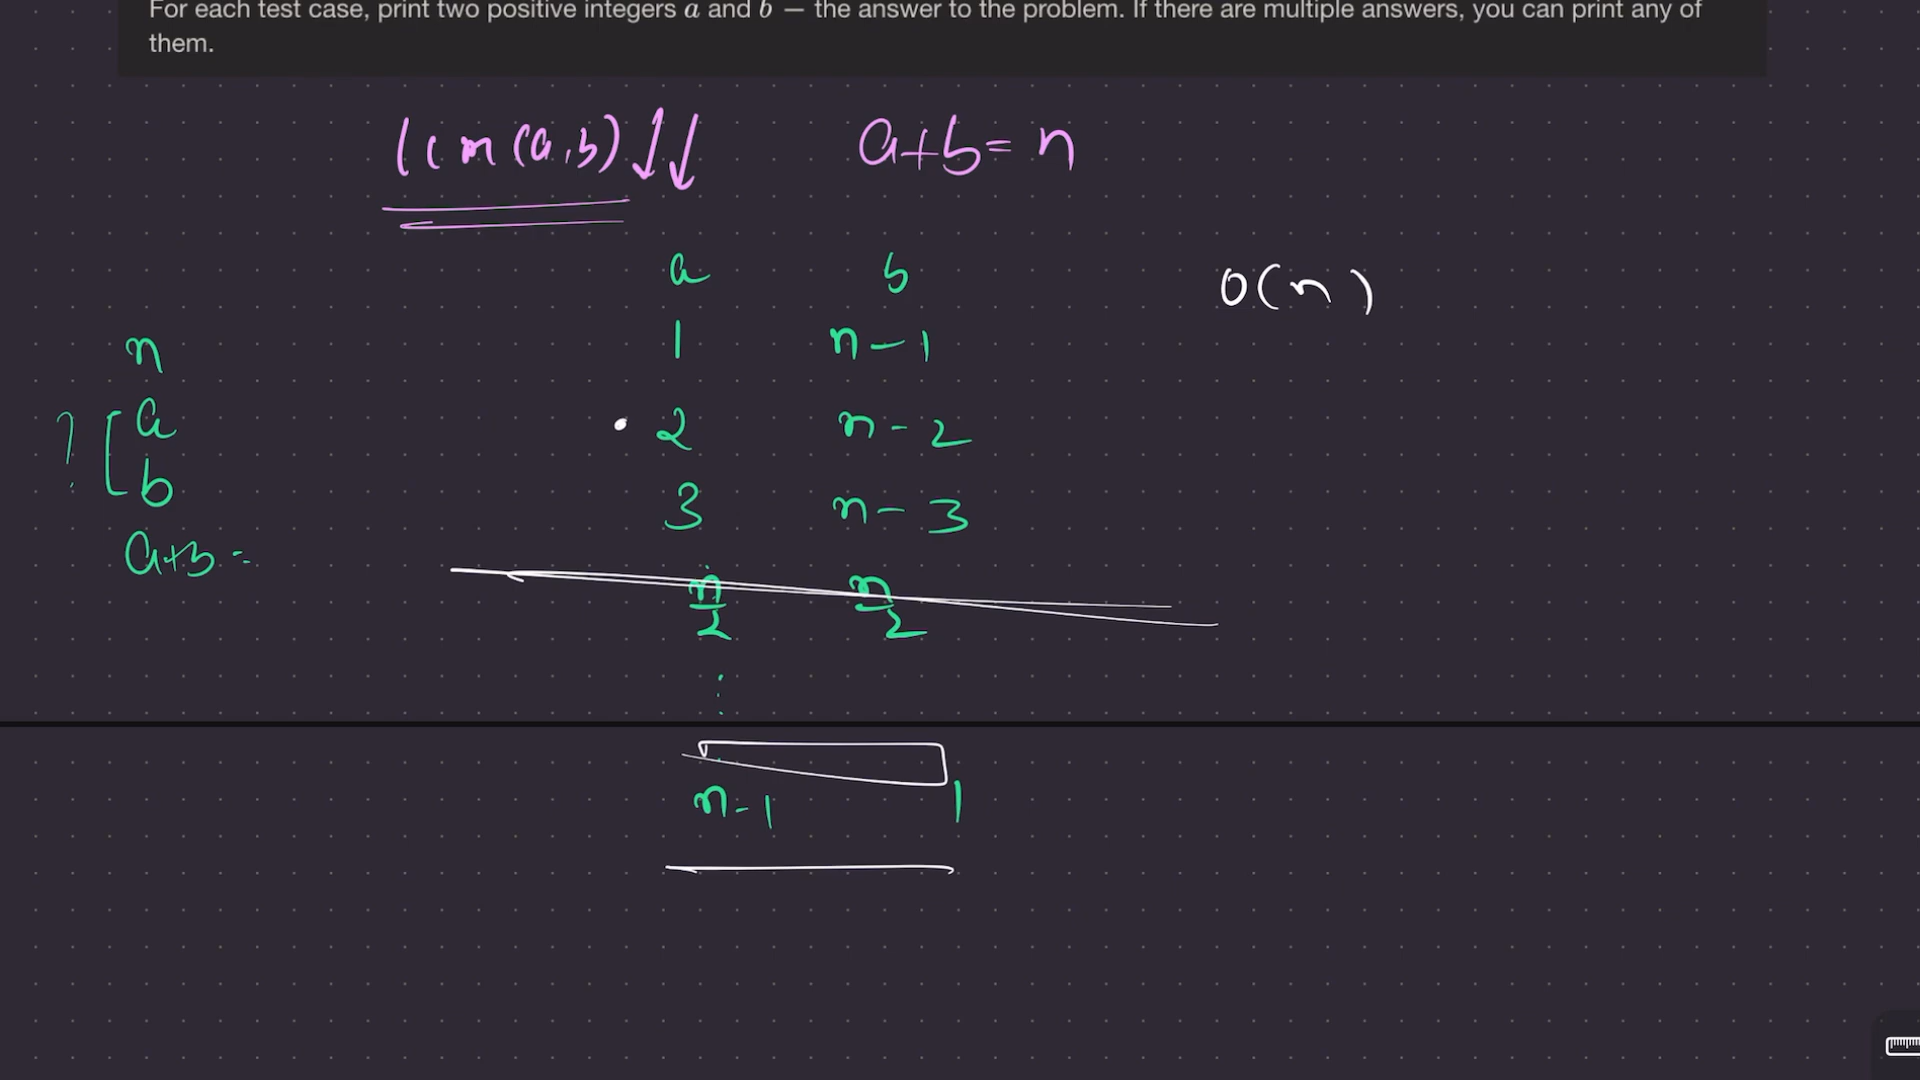 For each test case, print two positive integers a and b — the answer to the problem. If there are multiple answers, you can print any of
them.
lcm(a,b)↓↓ a+b=n
a b
O(n)
n
1 n-1
? [a
b
2 n-2
3 n-3
a+b=
n/2 n/2
⋮
n-1 1